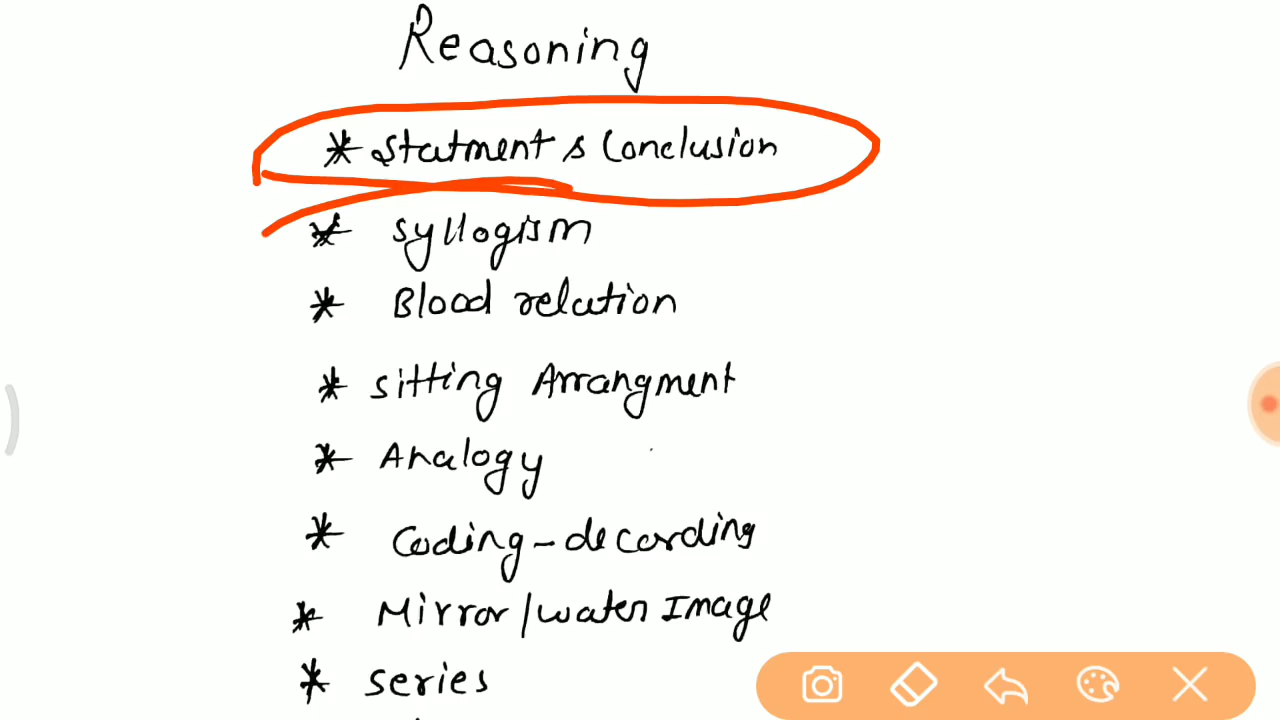 Reasoning
* Statment & Conclusion
* Syllogism
* Blood relation
* Sitting Arrangment
* Analogy
* Coding-decording
* Mirror/water Image
* Series